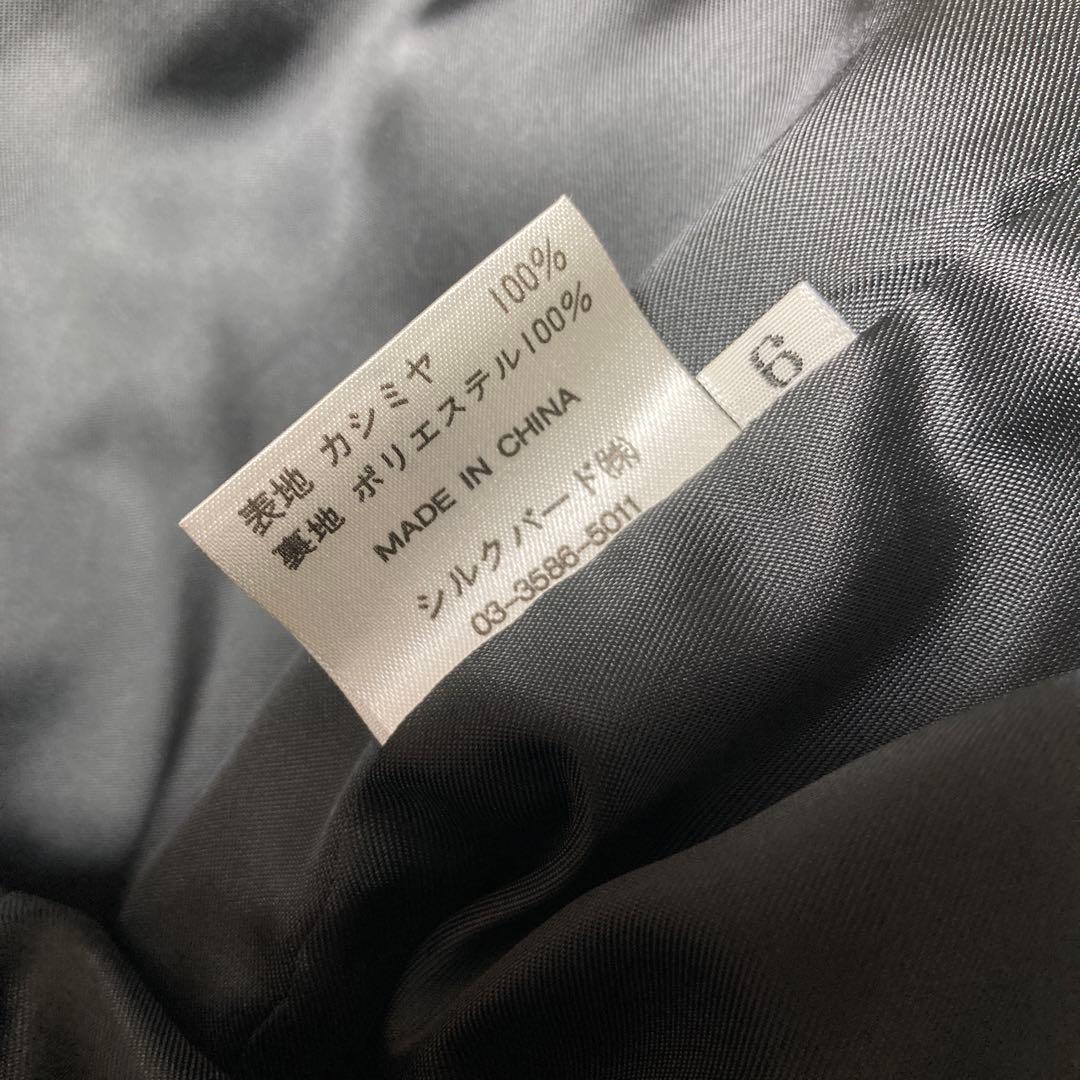 表地 カシミヤ 100%
裏地 ポリエステル100%
MADE IN CHINA
シルクバード㈱
03-3586-5011
9